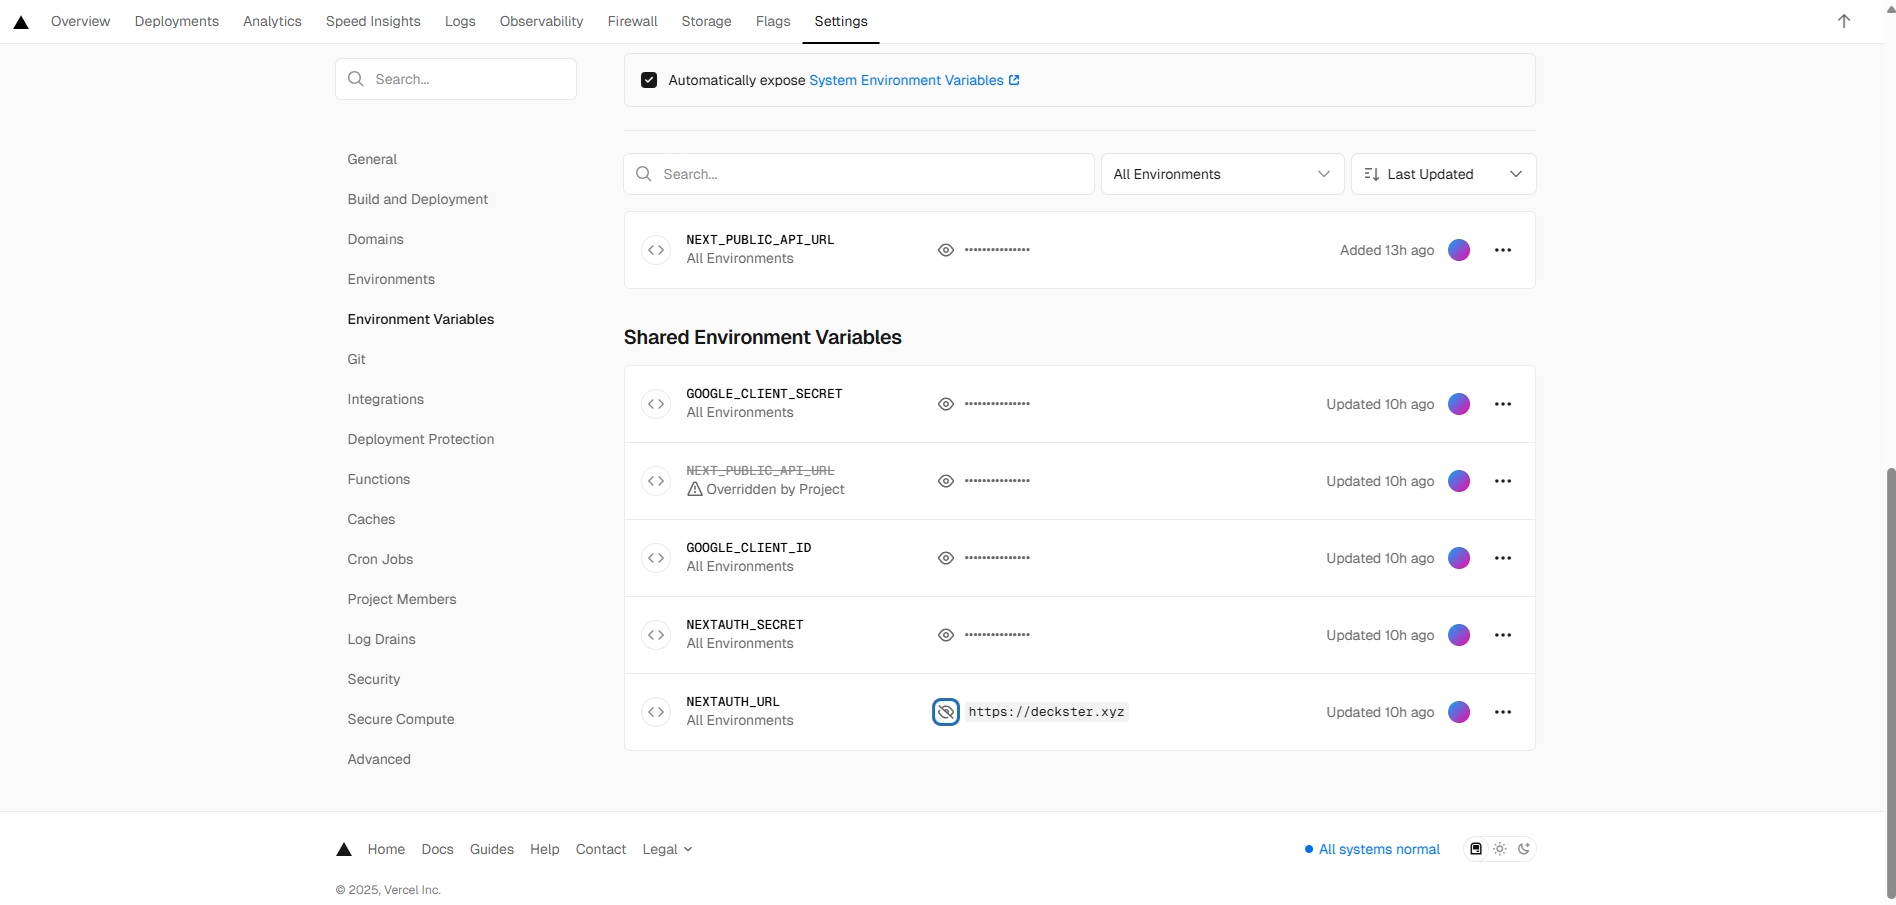 Overview Deployments Analytics Speed Insights Logs Observability Firewall Storage Flags Settings
Search...
Automatically expose System Environment Variables
General
Build and Deployment
Domains
Environments
Environment Variables
Git
Integrations
Deployment Protection
Functions
Caches
Cron Jobs
Project Members
Log Drains
Security
Secure Compute
Advanced
Search...
All Environments
Last Updated
NEXT_PUBLIC_API_URL
All Environments
•••••••••••••••
Added 13h ago
Shared Environment Variables
GOOGLE_CLIENT_SECRET
All Environments
•••••••••••••••
Updated 10h ago
NEXT_PUBLIC_API_URL
Overridden by Project
•••••••••••••••
Updated 10h ago
GOOGLE_CLIENT_ID
All Environments
•••••••••••••••
Updated 10h ago
NEXTAUTH_SECRET
All Environments
•••••••••••••••
Updated 10h ago
NEXTAUTH_URL
All Environments
https://deckster.xyz
Updated 10h ago
Home Docs Guides Help Contact Legal
All systems normal
© 2025, Vercel Inc.